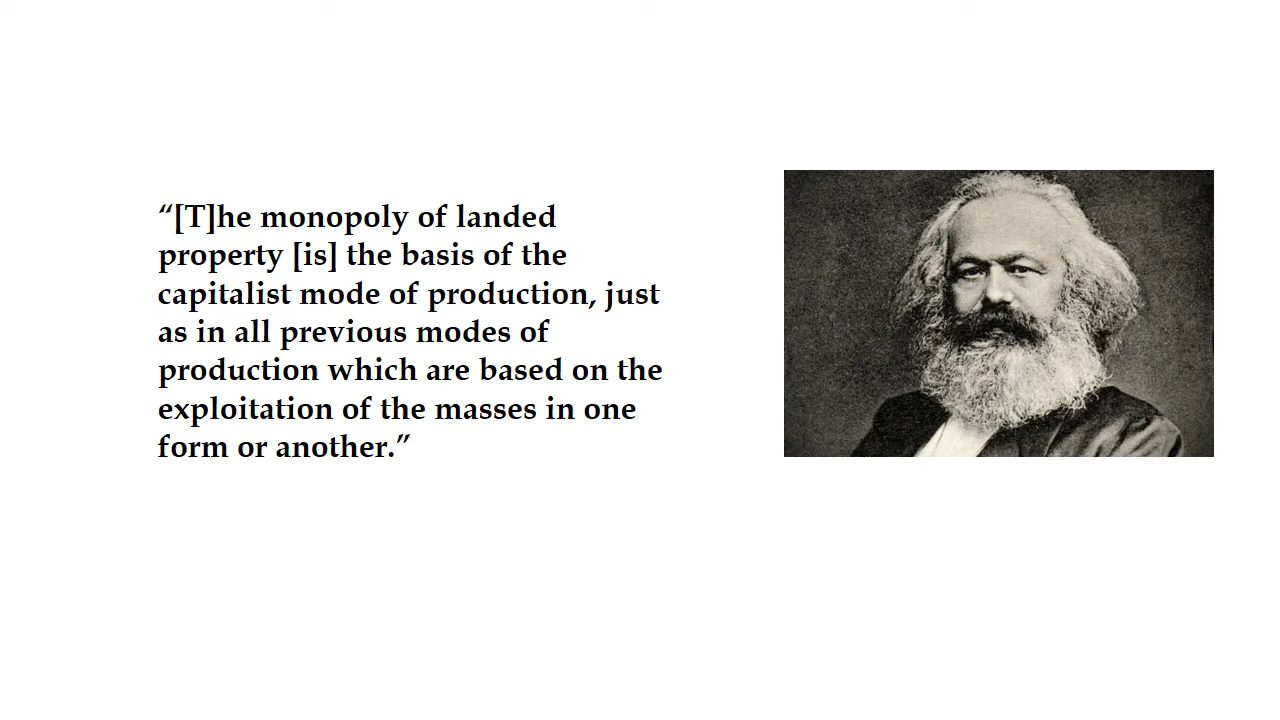 “[T]he monopoly of landed
property [is] the basis of the
capitalist mode of production, just
as in all previous modes of
production which are based on the
exploitation of the masses in one
form or another.”